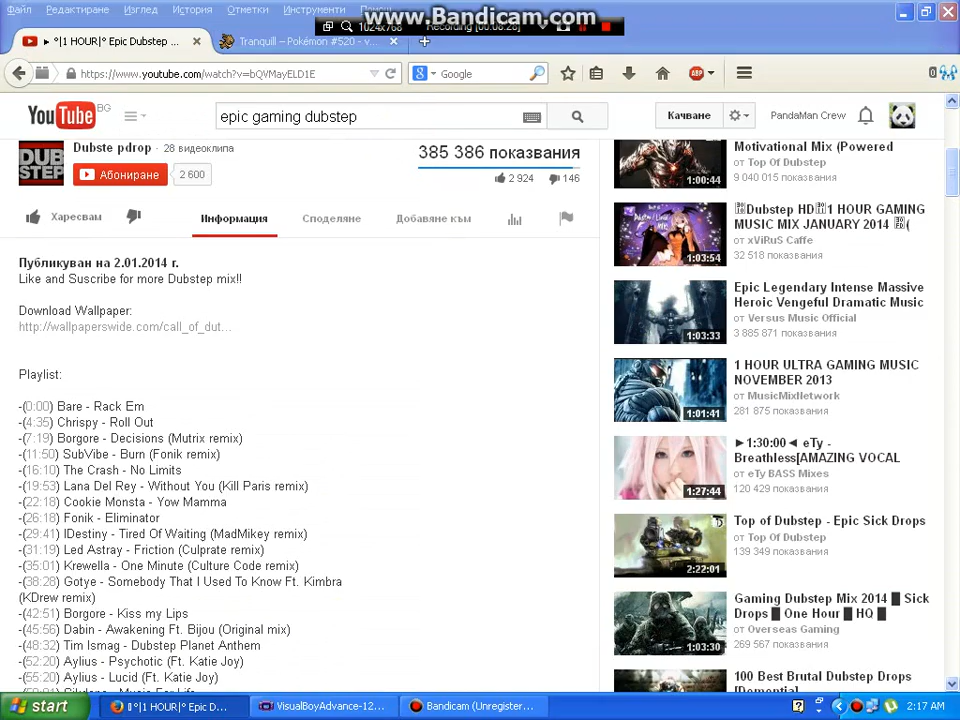 Файл Редактиране Изглед История Отметки Инструменти
www.Bandicam.com
1024x768 Recording [00:08:28]
► °|1 HOUR|° Epic Dubstep ...
Tranquill – Pokémon #520 - v...
https://www.youtube.com/watch?v=bQVMayELD1E
Google
ABP
0
YouTube BG
epic gaming dubstep
Качване
PandaMan Crew
DUB STEP
Dubste pdrop · 28 видеоклипа
Абониране 2 600
385 386 показвания
2 924 146
Харесвам
Информация Споделяне Добавяне към
Публикуван на 2.01.2014 г.
Like and Suscribe for more Dubstep mix!!
Download Wallpaper:
http://wallpaperswide.com/call_of_dut...
Playlist:
-(0:00) Bare - Rack Em
-(4:35) Chrispy - Roll Out
-(7:19) Borgore - Decisions (Mutrix remix)
-(11:50) SubVibe - Burn (Fonik remix)
-(16:10) The Crash - No Limits
-(19:53) Lana Del Rey - Without You (Kill Paris remix)
-(22:18) Cookie Monsta - Yow Mamma
-(26:18) Fonik - Eliminator
-(29:41) IDestiny - Tired Of Waiting (MadMikey remix)
-(31:19) Led Astray - Friction (Culprate remix)
-(35:01) Krewella - One Minute (Culture Code remix)
-(38:28) Gotye - Somebody That I Used To Know Ft. Kimbra
(KDrew remix)
-(42:51) Borgore - Kiss my Lips
-(45:56) Dabin - Awakening Ft. Bijou (Original mix)
-(48:32) Tim Ismag - Dubstep Planet Anthem
-(52:20) Aylius - Psychotic (Ft. Katie Joy)
-(55:20) Aylius - Lucid (Ft. Katie Joy)
Motivational Mix (Powered
от Top Of Dubstep
9 040 015 показвания
1:00:44
Dubstep HD 1 HOUR GAMING
MUSIC MIX JANUARY 2014 (
от xViRuS Caffe
32 518 показвания
1:03:54
Epic Legendary Intense Massive
Heroic Vengeful Dramatic Music
от Versus Music Official
3 885 871 показвания
1:03:33
1 HOUR ULTRA GAMING MUSIC
NOVEMBER 2013
от MusicMixNetwork
281 875 показвания
1:01:41
►1:30:00◄ eTy -
Breathless[AMAZING VOCAL
от eTy BASS Mixes
120 429 показвания
1:27:44
Top of Dubstep - Epic Sick Drops
от Top Of Dubstep
139 349 показвания
2:22:01
Gaming Dubstep Mix 2014 █ Sick
Drops █ One Hour █ HQ █
от Overseas Gaming
269 567 показвания
1:03:30
100 Best Brutal Dubstep Drops
[Demential]
start
°|1 HOUR|° Epic D...
VisualBoyAdvance-12...
Bandicam (Unregister...
2:17 AM